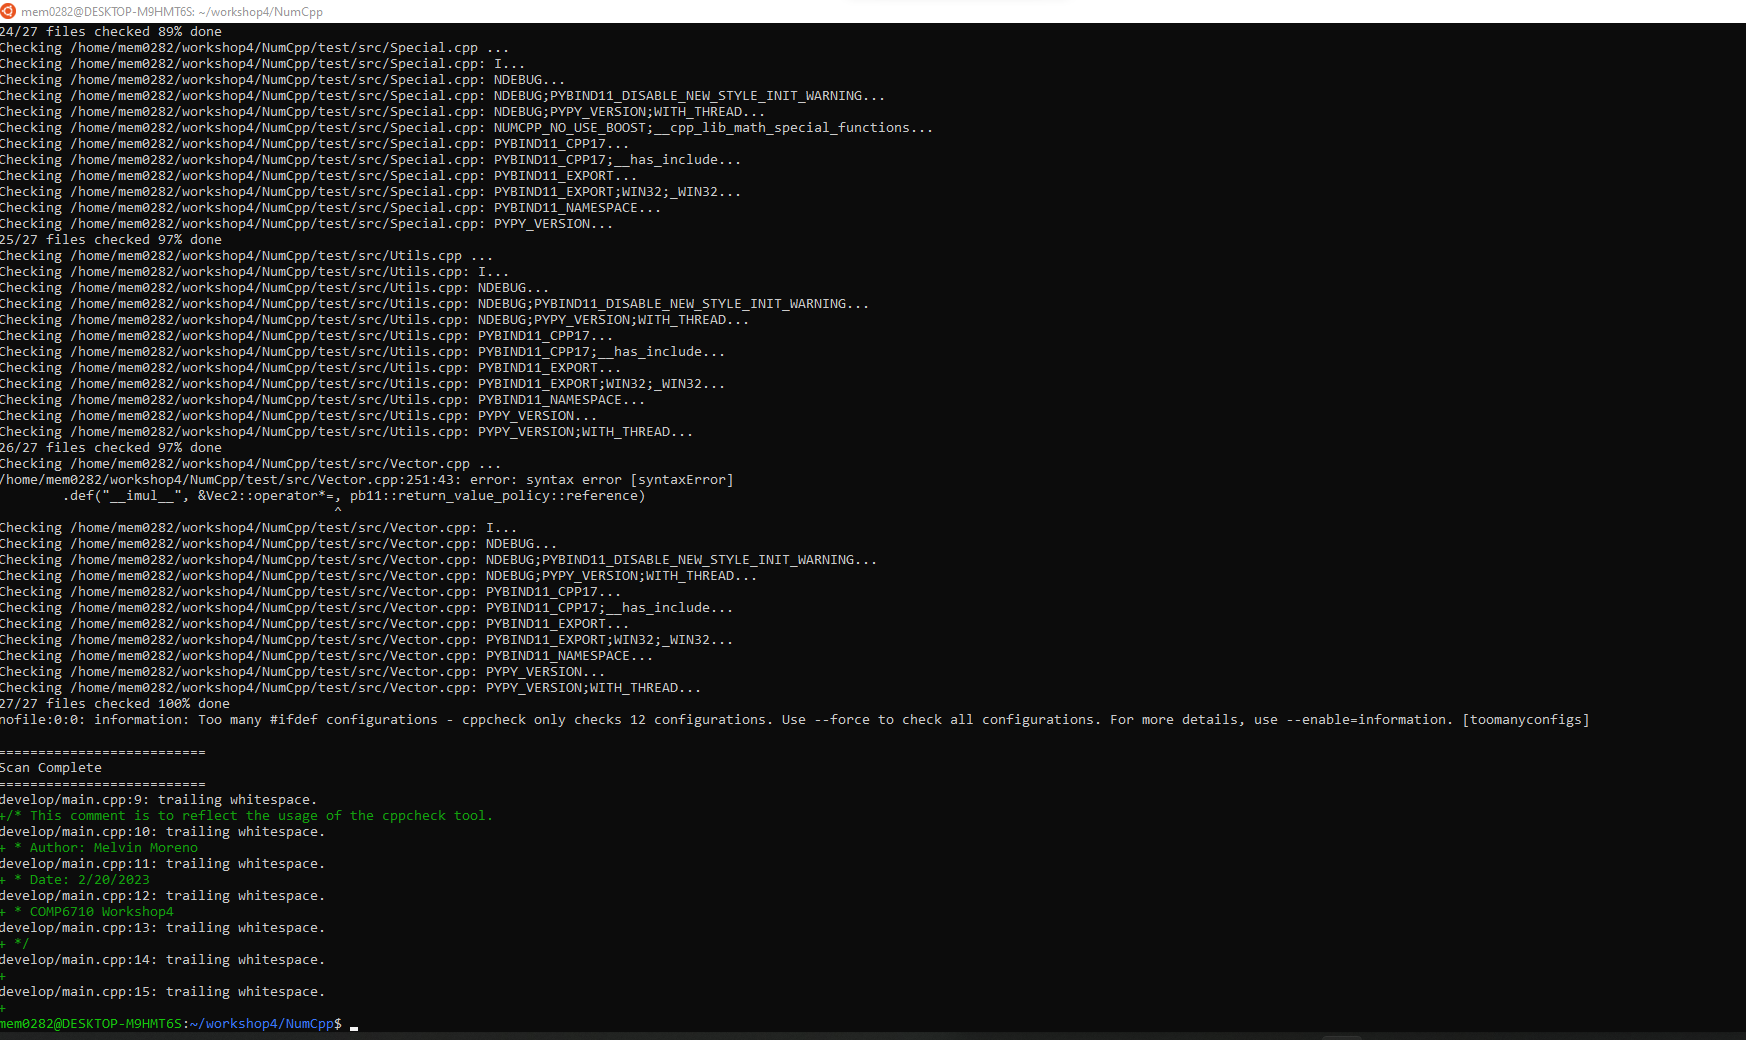 mem0282@DESKTOP-M9HMT6S: ~/workshop4/NumCpp
24/27 files checked 89% done
Checking /home/mem0282/workshop4/NumCpp/test/src/Special.cpp ...
Checking /home/mem0282/workshop4/NumCpp/test/src/Special.cpp: I...
Checking /home/mem0282/workshop4/NumCpp/test/src/Special.cpp: NDEBUG...
Checking /home/mem0282/workshop4/NumCpp/test/src/Special.cpp: NDEBUG;PYBIND11_DISABLE_NEW_STYLE_INIT_WARNING...
Checking /home/mem0282/workshop4/NumCpp/test/src/Special.cpp: NDEBUG;PYPY_VERSION;WITH_THREAD...
Checking /home/mem0282/workshop4/NumCpp/test/src/Special.cpp: NUMCPP_NO_USE_BOOST;__cpp_lib_math_special_functions...
Checking /home/mem0282/workshop4/NumCpp/test/src/Special.cpp: PYBIND11_CPP17...
Checking /home/mem0282/workshop4/NumCpp/test/src/Special.cpp: PYBIND11_CPP17;__has_include...
Checking /home/mem0282/workshop4/NumCpp/test/src/Special.cpp: PYBIND11_EXPORT...
Checking /home/mem0282/workshop4/NumCpp/test/src/Special.cpp: PYBIND11_EXPORT;WIN32;_WIN32...
Checking /home/mem0282/workshop4/NumCpp/test/src/Special.cpp: PYBIND11_NAMESPACE...
Checking /home/mem0282/workshop4/NumCpp/test/src/Special.cpp: PYPY_VERSION...
25/27 files checked 97% done
Checking /home/mem0282/workshop4/NumCpp/test/src/Utils.cpp ...
Checking /home/mem0282/workshop4/NumCpp/test/src/Utils.cpp: I...
Checking /home/mem0282/workshop4/NumCpp/test/src/Utils.cpp: NDEBUG...
Checking /home/mem0282/workshop4/NumCpp/test/src/Utils.cpp: NDEBUG;PYBIND11_DISABLE_NEW_STYLE_INIT_WARNING...
Checking /home/mem0282/workshop4/NumCpp/test/src/Utils.cpp: NDEBUG;PYPY_VERSION;WITH_THREAD...
Checking /home/mem0282/workshop4/NumCpp/test/src/Utils.cpp: PYBIND11_CPP17...
Checking /home/mem0282/workshop4/NumCpp/test/src/Utils.cpp: PYBIND11_CPP17;__has_include...
Checking /home/mem0282/workshop4/NumCpp/test/src/Utils.cpp: PYBIND11_EXPORT...
Checking /home/mem0282/workshop4/NumCpp/test/src/Utils.cpp: PYBIND11_EXPORT;WIN32;_WIN32...
Checking /home/mem0282/workshop4/NumCpp/test/src/Utils.cpp: PYBIND11_NAMESPACE...
Checking /home/mem0282/workshop4/NumCpp/test/src/Utils.cpp: PYPY_VERSION...
Checking /home/mem0282/workshop4/NumCpp/test/src/Utils.cpp: PYPY_VERSION;WITH_THREAD...
26/27 files checked 97% done
Checking /home/mem0282/workshop4/NumCpp/test/src/Vector.cpp ...
/home/mem0282/workshop4/NumCpp/test/src/Vector.cpp:251:43: error: syntax error [syntaxError]
        .def("__imul__", &Vec2::operator*=, pb11::return_value_policy::reference)
                                          ^
Checking /home/mem0282/workshop4/NumCpp/test/src/Vector.cpp: I...
Checking /home/mem0282/workshop4/NumCpp/test/src/Vector.cpp: NDEBUG...
Checking /home/mem0282/workshop4/NumCpp/test/src/Vector.cpp: NDEBUG;PYBIND11_DISABLE_NEW_STYLE_INIT_WARNING...
Checking /home/mem0282/workshop4/NumCpp/test/src/Vector.cpp: NDEBUG;PYPY_VERSION;WITH_THREAD...
Checking /home/mem0282/workshop4/NumCpp/test/src/Vector.cpp: PYBIND11_CPP17...
Checking /home/mem0282/workshop4/NumCpp/test/src/Vector.cpp: PYBIND11_CPP17;__has_include...
Checking /home/mem0282/workshop4/NumCpp/test/src/Vector.cpp: PYBIND11_EXPORT...
Checking /home/mem0282/workshop4/NumCpp/test/src/Vector.cpp: PYBIND11_EXPORT;WIN32;_WIN32...
Checking /home/mem0282/workshop4/NumCpp/test/src/Vector.cpp: PYBIND11_NAMESPACE...
Checking /home/mem0282/workshop4/NumCpp/test/src/Vector.cpp: PYPY_VERSION...
Checking /home/mem0282/workshop4/NumCpp/test/src/Vector.cpp: PYPY_VERSION;WITH_THREAD...
27/27 files checked 100% done
nofile:0:0: information: Too many #ifdef configurations - cppcheck only checks 12 configurations. Use --force to check all configurations. For more details, use --enable=information. [toomanyconfigs]
==========================
Scan Complete
==========================
develop/main.cpp:9: trailing whitespace.
+/* This comment is to reflect the usage of the cppcheck tool.
develop/main.cpp:10: trailing whitespace.
+ * Author: Melvin Moreno
develop/main.cpp:11: trailing whitespace.
+ * Date: 2/20/2023
develop/main.cpp:12: trailing whitespace.
+ * COMP6710 Workshop4
develop/main.cpp:13: trailing whitespace.
+ */
develop/main.cpp:14: trailing whitespace.
+
develop/main.cpp:15: trailing whitespace.
+
mem0282@DESKTOP-M9HMT6S:~/workshop4/NumCpp$